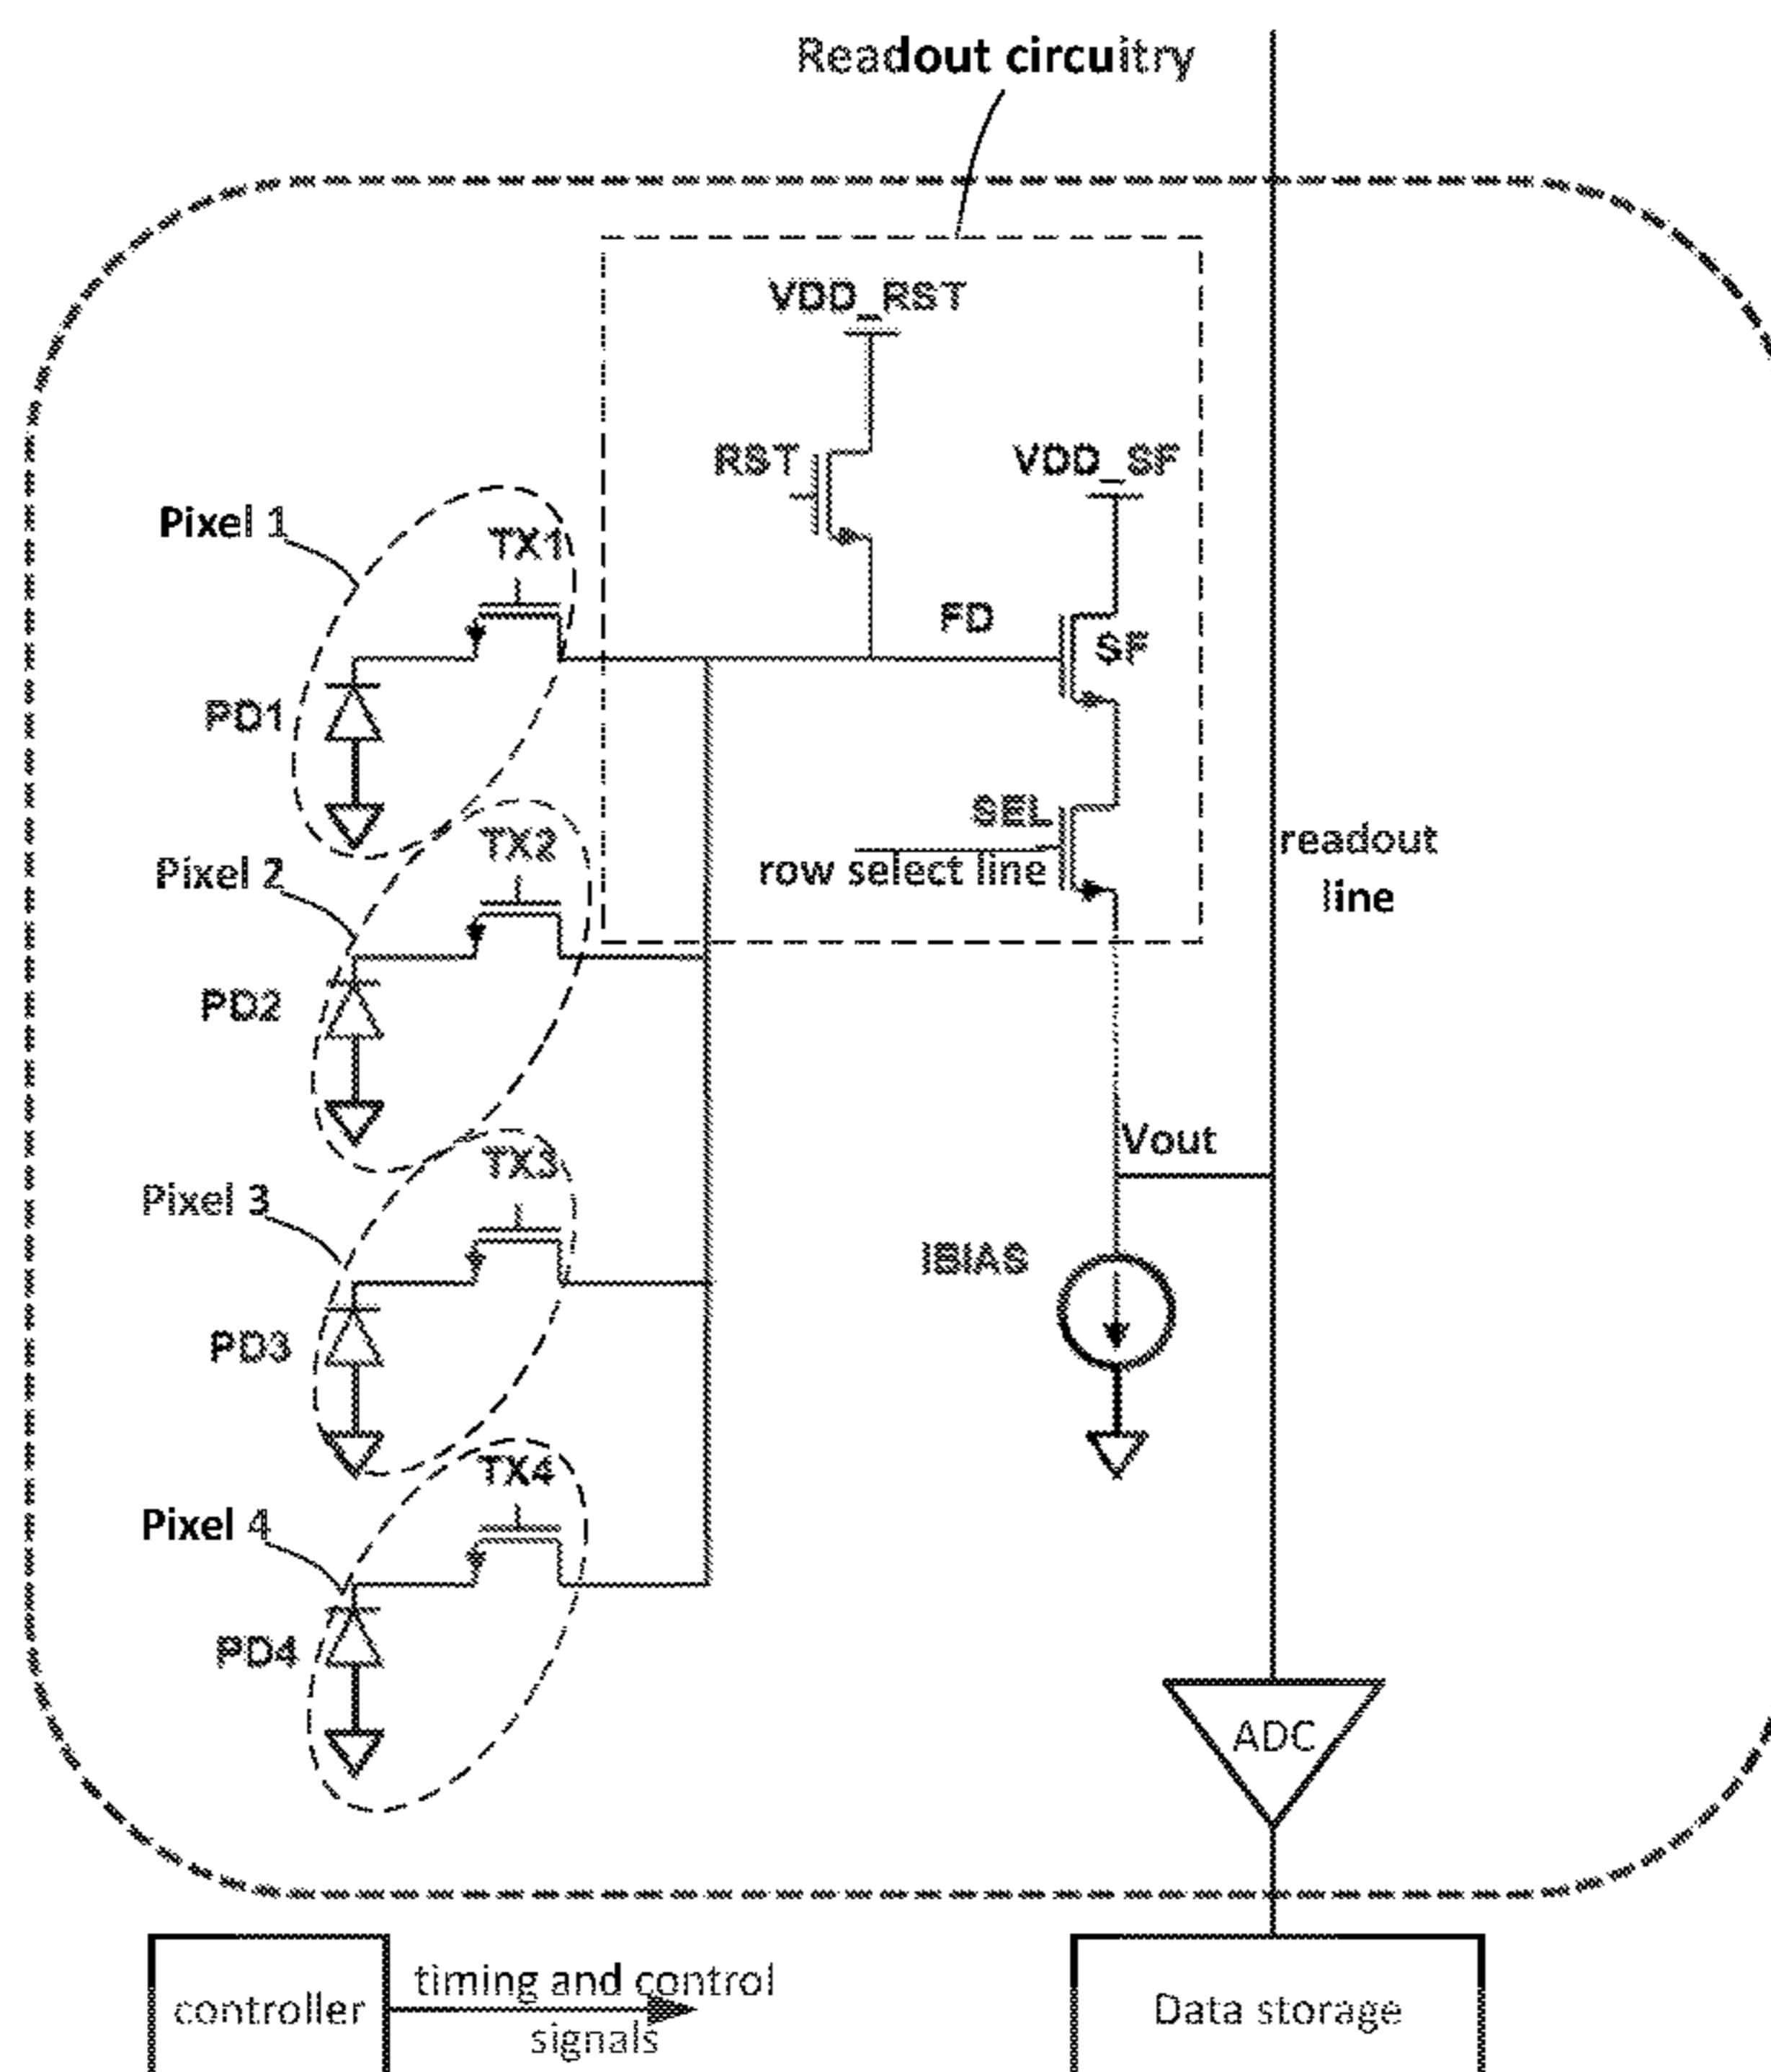 Readout circuitry
VDD_RST
RST
VDD_SF
Pixel 1
TX1
FD
SF
PD1
SEL
row select line
readout
line
Pixel 2
TX2
PD2
Vout
Pixel 3
TX3
IBIAS
PD3
Pixel 4
TX4
PD4
ADC
controller
timing and control
signals
Data storage